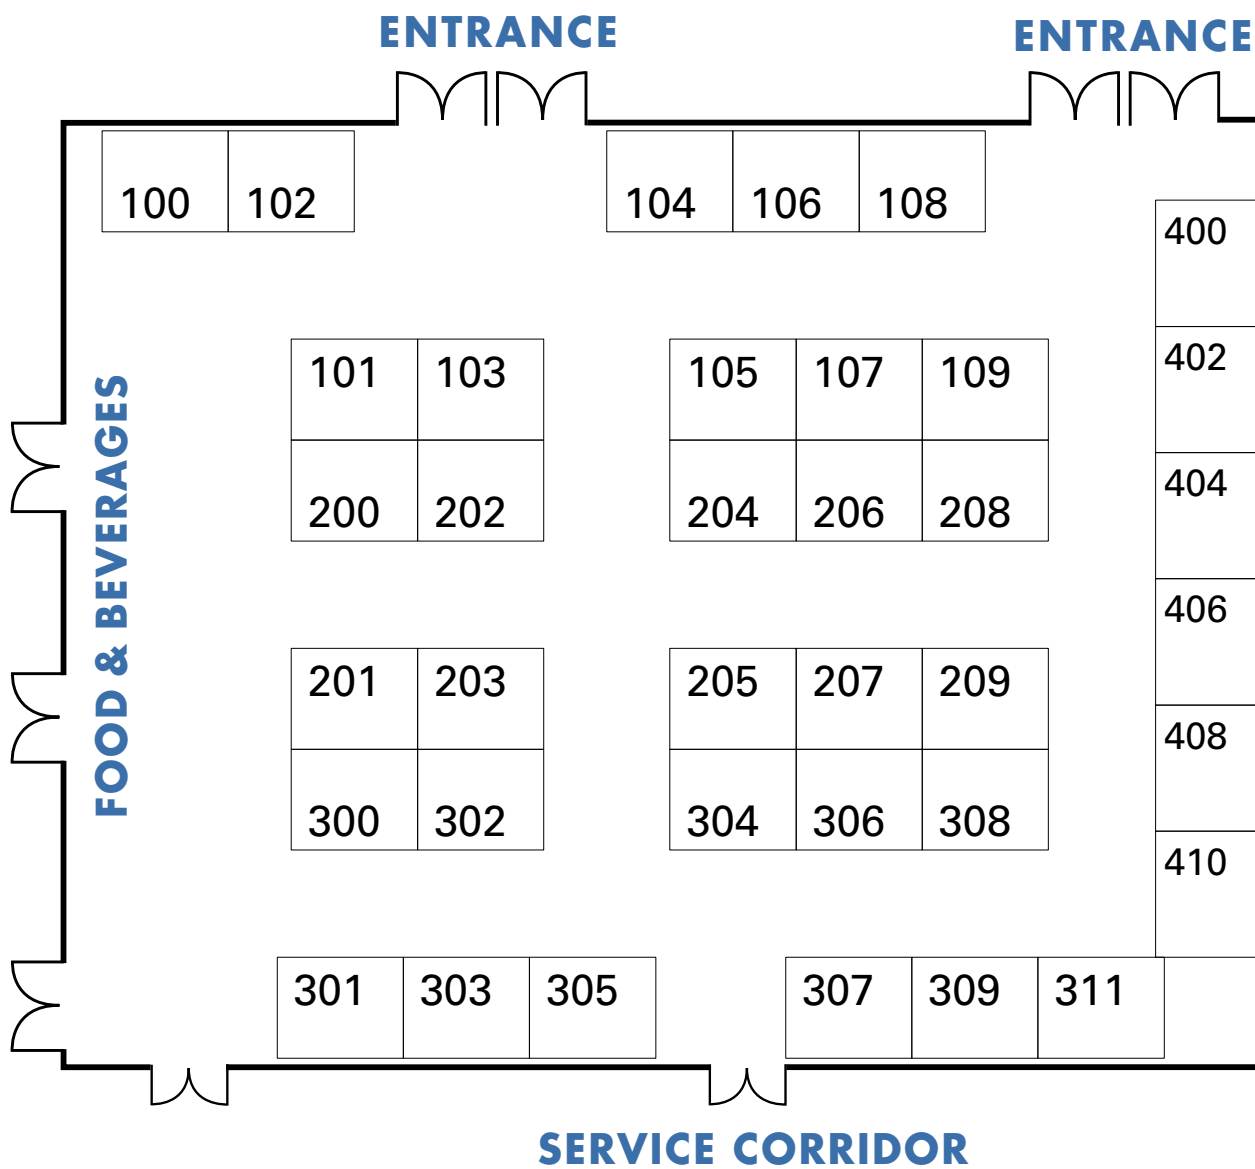 ENTRANCE ENTRANCE
100 102 104 106 108
400
101 103 105 107 109 402
200 202 204 206 208 404
FOOD & BEVERAGES
406
201 203 205 207 209
408
300 302 304 306 308
410
301 303 305 307 309 311
SERVICE CORRIDOR